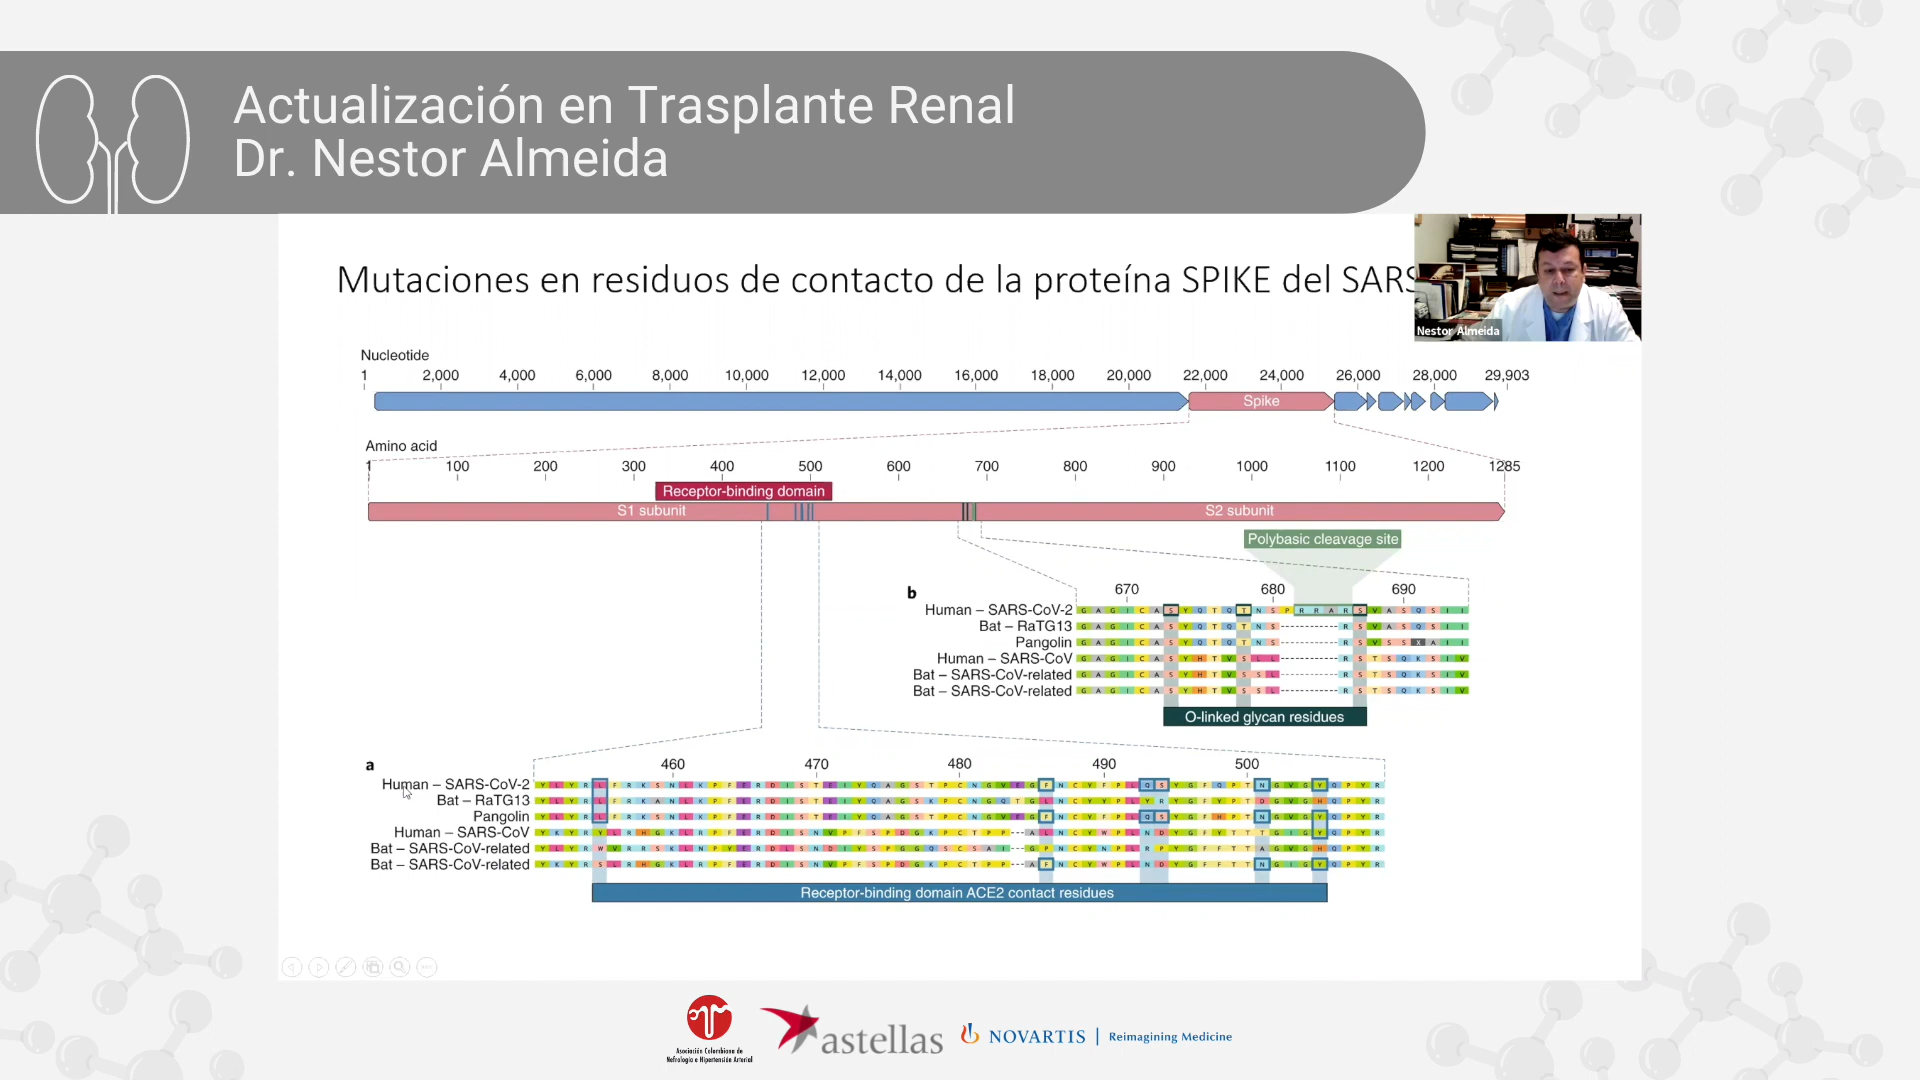 Actualización en Trasplante Renal
Dr. Nestor Almeida
Mutaciones en residuos de contacto de la proteína SPIKE del SARS
Nestor Almeida
Nucleotide
1 2,000 4,000 6,000 8,000 10,000 12,000 14,000 16,000 18,000 20,000 22,000 24,000 26,000 28,000 29,903
Spike
Amino acid
1 100 200 300 400 500 600 700 800 900 1000 1100 1200 1285
Receptor-binding domain
S1 subunit S2 subunit
Polybasic cleavage site
b
670 680 690
Human – SARS-CoV-2
Bat – RaTG13
Pangolin
Human – SARS-CoV
Bat – SARS-CoV-related
Bat – SARS-CoV-related
O-linked glycan residues
a
460 470 480 490 500
Human – SARS-CoV-2
Bat – RaTG13
Pangolin
Human – SARS-CoV
Bat – SARS-CoV-related
Bat – SARS-CoV-related
Receptor-binding domain ACE2 contact residues
Asociación Colombiana de
Nefrología e Hipertensión Arterial
astellas
NOVARTIS | Reimagining Medicine